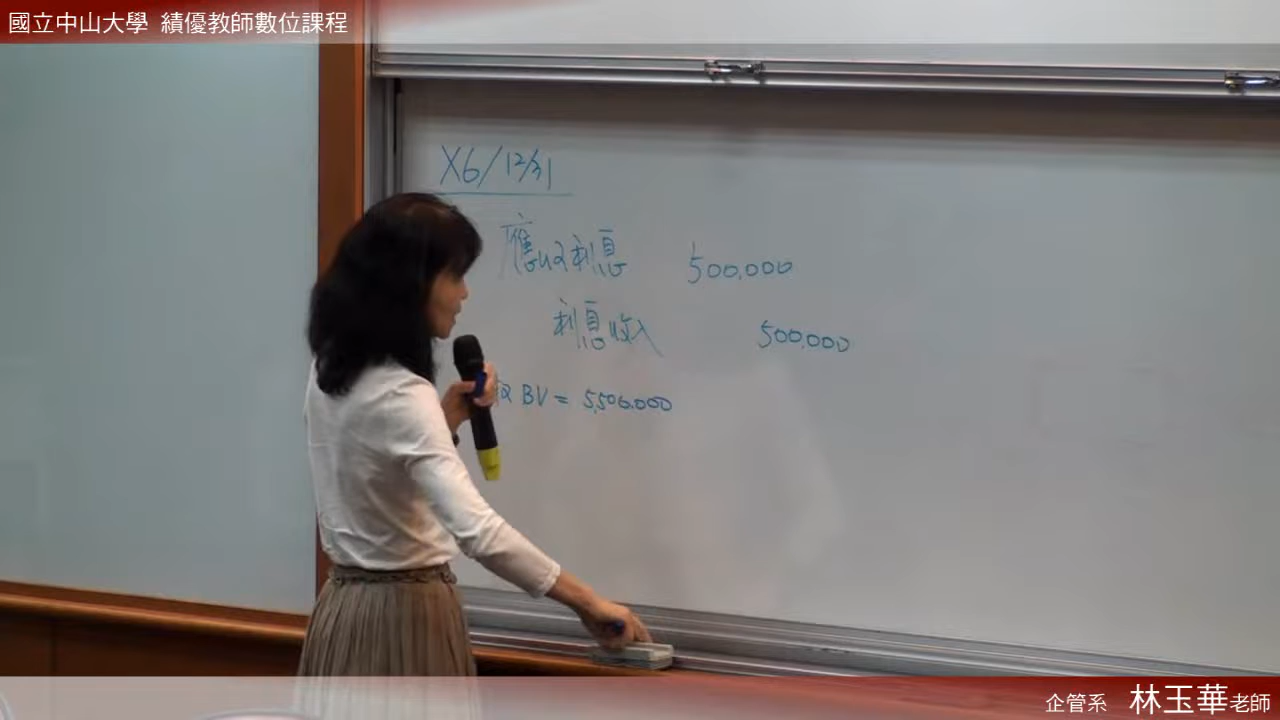 國立中山大學 績優教師數位課程
X6/12/31
應收利息 500,000
利息收入 500,000
BV = 5,500,000
企管系 林玉華老師